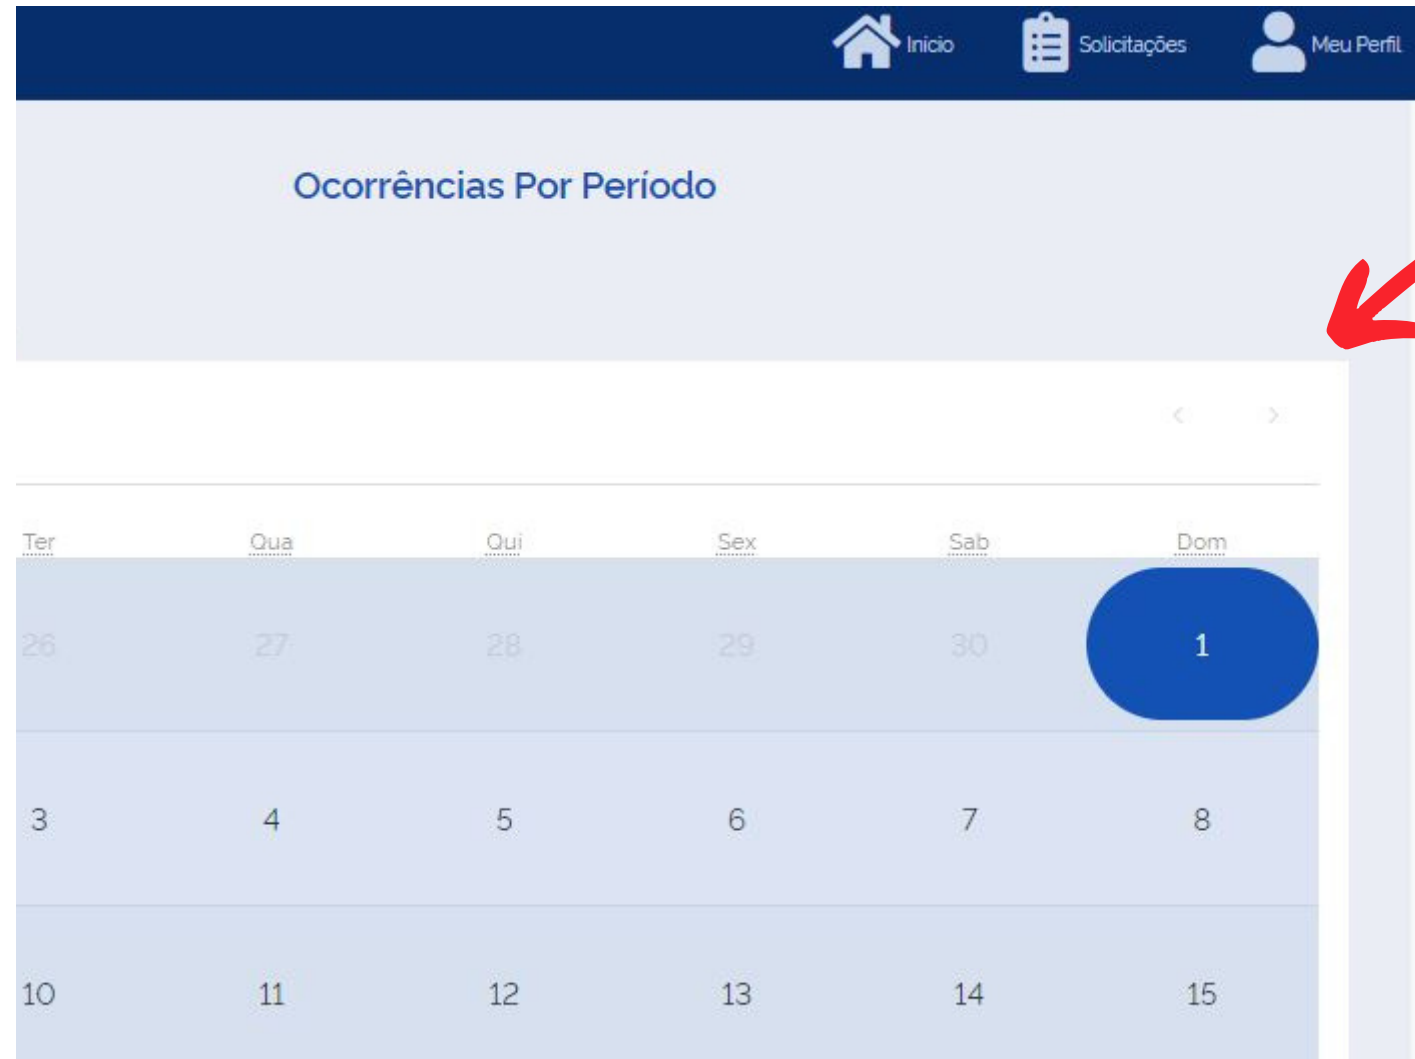 Início Solicitações Meu Perfil
Ocorrências Por Período
< >
Ter Qua Qui Sex Sab Dom
26 27 28 29 30 1
3 4 5 6 7 8
10 11 12 13 14 15